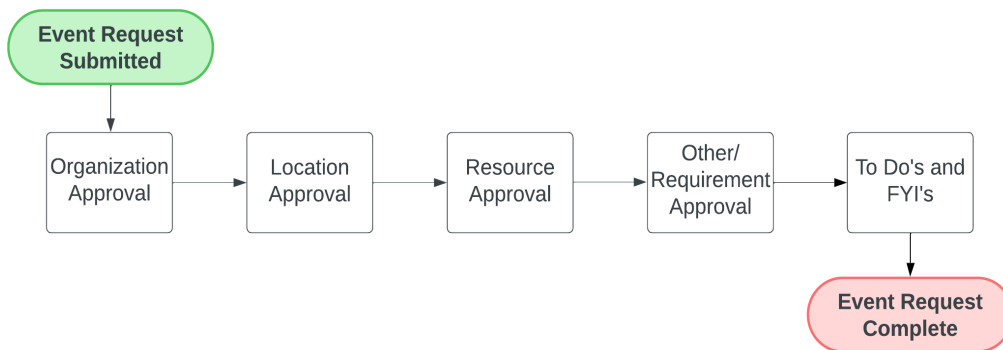 Event Request
Submitted
Organization
Approval
Location
Approval
Resource
Approval
Other/
Requirement
Approval
To Do's and
FYI's
Event Request
Complete